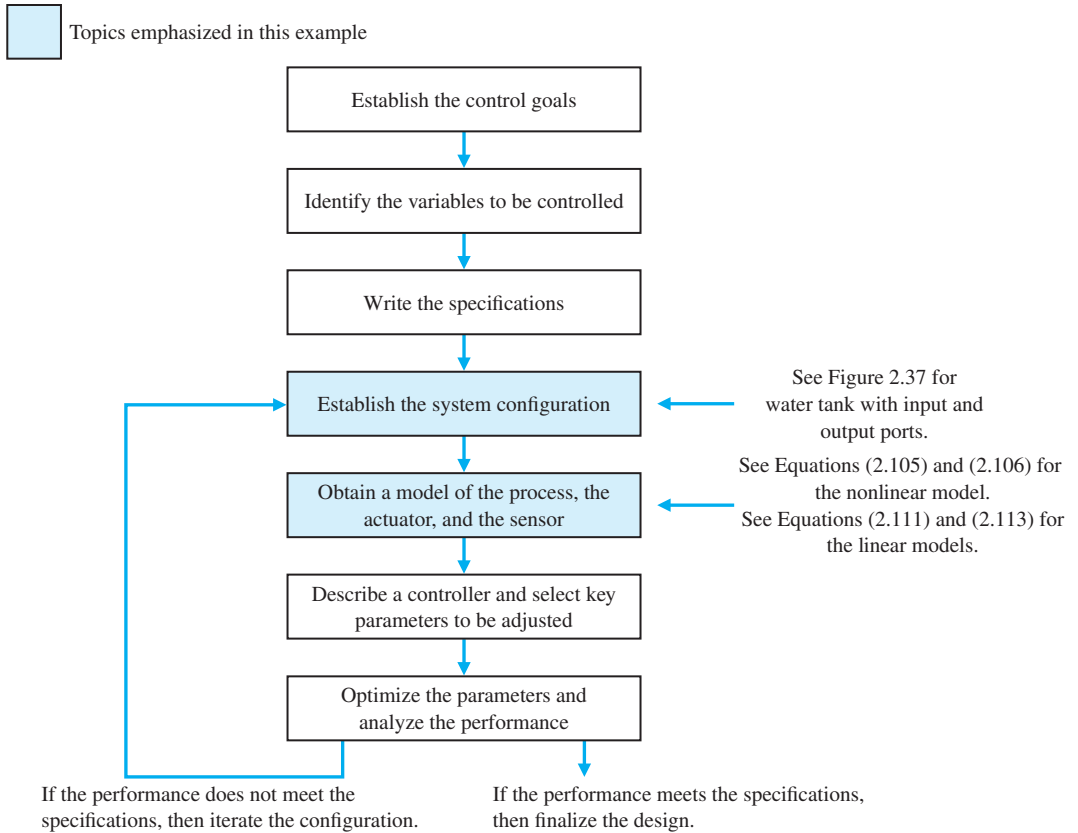 Topics emphasized in this example
Establish the control goals
Identify the variables to be controlled
Write the specifications
Establish the system configuration
See Figure 2.37 for
water tank with input and
output ports.
Obtain a model of the process, the
actuator, and the sensor
See Equations (2.105) and (2.106) for
the nonlinear model.
See Equations (2.111) and (2.113) for
the linear models.
Describe a controller and select key
parameters to be adjusted
Optimize the parameters and
analyze the performance
If the performance does not meet the
specifications, then iterate the configuration.
If the performance meets the specifications,
then finalize the design.